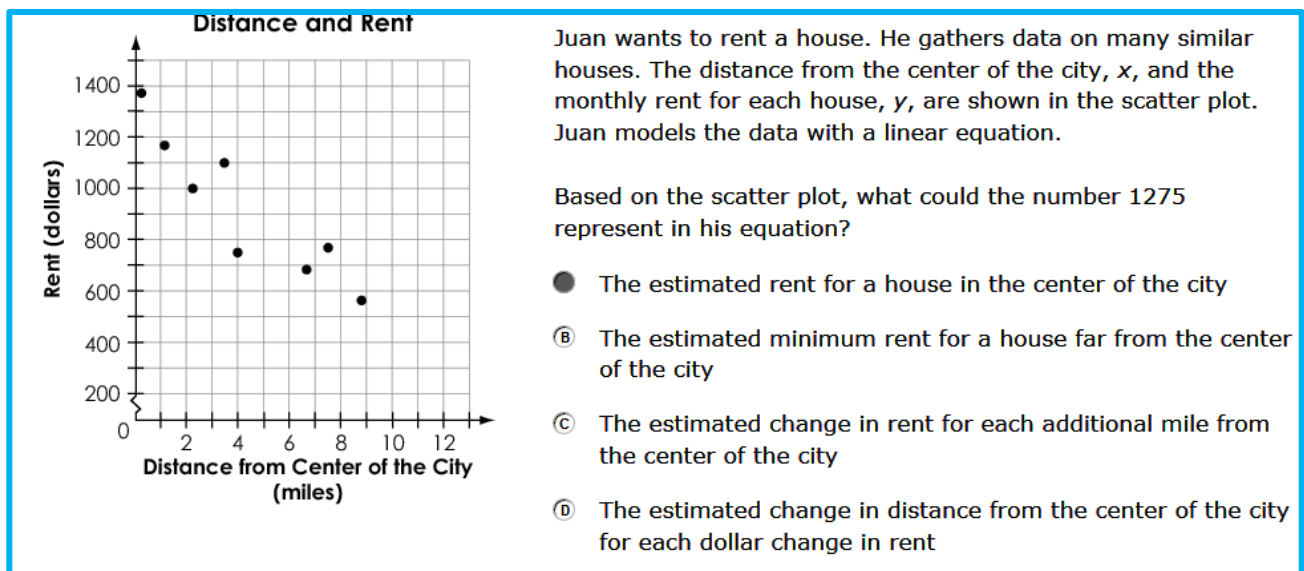 Distance and Rent
1400
1200
1000
800
600
400
200
0
2 4 6 8 10 12
Rent (dollars)
Distance from Center of the City
(miles)
Juan wants to rent a house. He gathers data on many similar
houses. The distance from the center of the city, x, and the
monthly rent for each house, y, are shown in the scatter plot.
Juan models the data with a linear equation.
Based on the scatter plot, what could the number 1275
represent in his equation?
The estimated rent for a house in the center of the city
B The estimated minimum rent for a house far from the center
of the city
C The estimated change in rent for each additional mile from
the center of the city
D The estimated change in distance from the center of the city
for each dollar change in rent